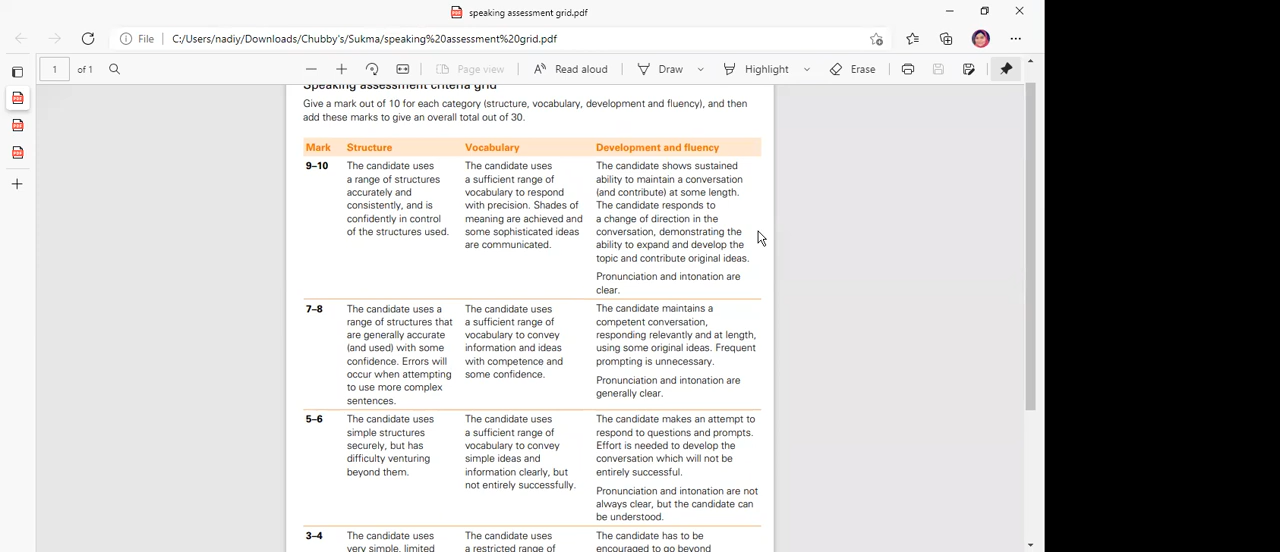 speaking assessment grid.pdf
File C:/Users/nadiy/Downloads/Chubby's/Sukma/speaking%20assessment%20grid.pdf
1 of 1 Page view Read aloud Draw Highlight Erase
Speaking assessment criteria grid
Give a mark out of 10 for each category (structure, vocabulary, development and fluency), and then
add these marks to give an overall total out of 30.
Mark Structure Vocabulary Development and fluency
9–10
The candidate uses
a range of structures
accurately and
consistently, and is
confidently in control
of the structures used.
The candidate uses
a sufficient range of
vocabulary to respond
with precision. Shades of
meaning are achieved and
some sophisticated ideas
are communicated.
The candidate shows sustained
ability to maintain a conversation
(and contribute) at some length.
The candidate responds to
a change of direction in the
conversation, demonstrating the
ability to expand and develop the
topic and contribute original ideas.
Pronunciation and intonation are
clear.
7–8
The candidate uses a
range of structures that
are generally accurate
(and used) with some
confidence. Errors will
occur when attempting
to use more complex
sentences.
The candidate uses
a sufficient range of
vocabulary to convey
information and ideas
with competence and
some confidence.
The candidate maintains a
competent conversation,
responding relevantly and at length,
using some original ideas. Frequent
prompting is unnecessary.
Pronunciation and intonation are
generally clear.
5–6
The candidate uses
simple structures
securely, but has
difficulty venturing
beyond them.
The candidate uses
a sufficient range of
vocabulary to convey
simple ideas and
information clearly, but
not entirely successfully.
The candidate makes an attempt to
respond to questions and prompts.
Effort is needed to develop the
conversation which will not be
entirely successful.
Pronunciation and intonation are not
always clear, but the candidate can
be understood.
3–4
The candidate uses
very simple, limited
The candidate uses
a restricted range of
The candidate has to be
encouraged to go beyond